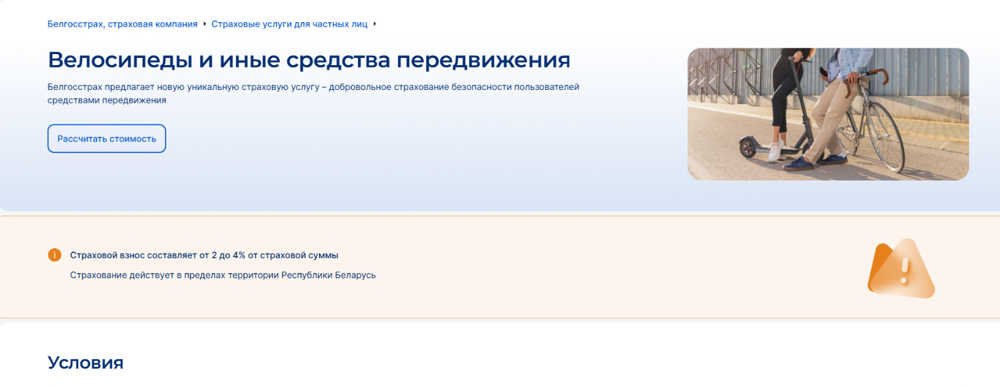 Белгосстрах, страховая компания Страховые услуги для частных лиц
Велосипеды и иные средства передвижения
Белгосстрах предлагает новую уникальную страховую услугу – добровольное страхование безопасности пользователей
средствами передвижения
Рассчитать стоимость
Страховой взнос составляет от 2 до 4% от страховой суммы
Страхование действует в пределах территории Республики Беларусь
Условия